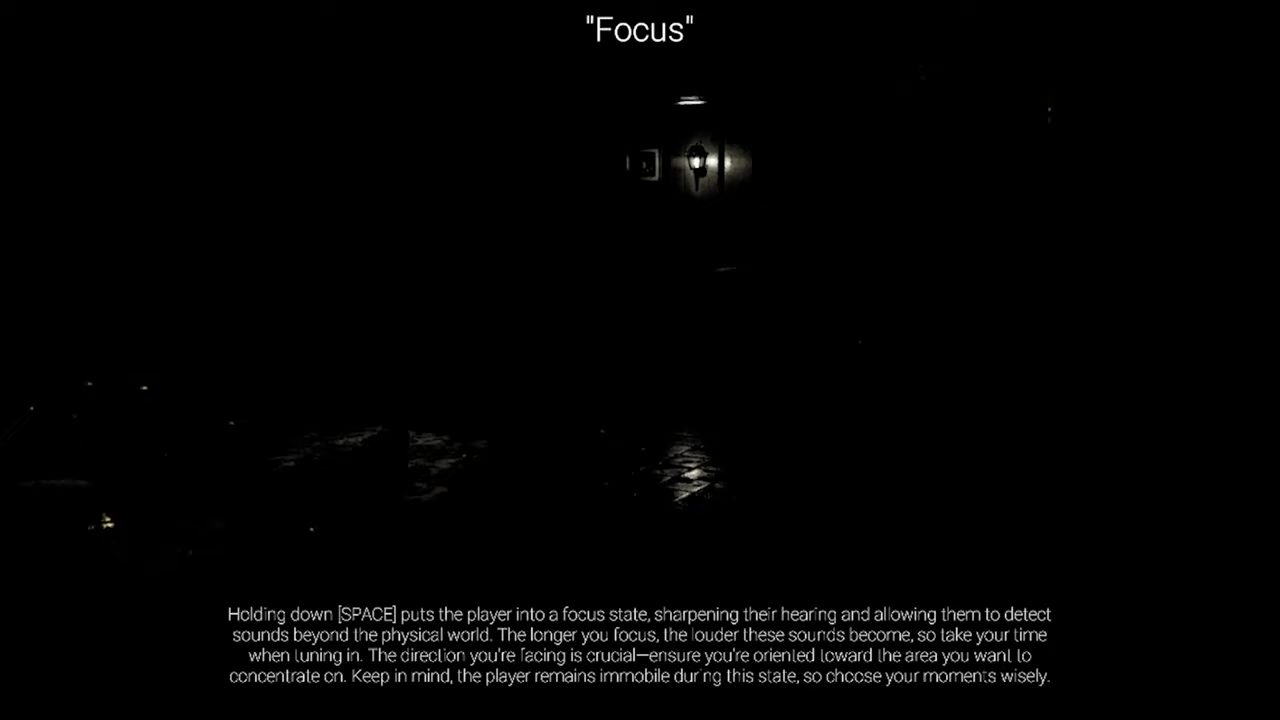 "Focus"
Holding down [SPACE] puts the player into a focus state, sharpening their hearing and allowing them to detect
sounds beyond the physical world. The longer you focus, the louder these sounds become, so take your time
when tuning in. The direction you're facing is crucial—ensure you're oriented toward the area you want to
concentrate on. Keep in mind, the player remains immobile during this state, so choose your moments wisely.